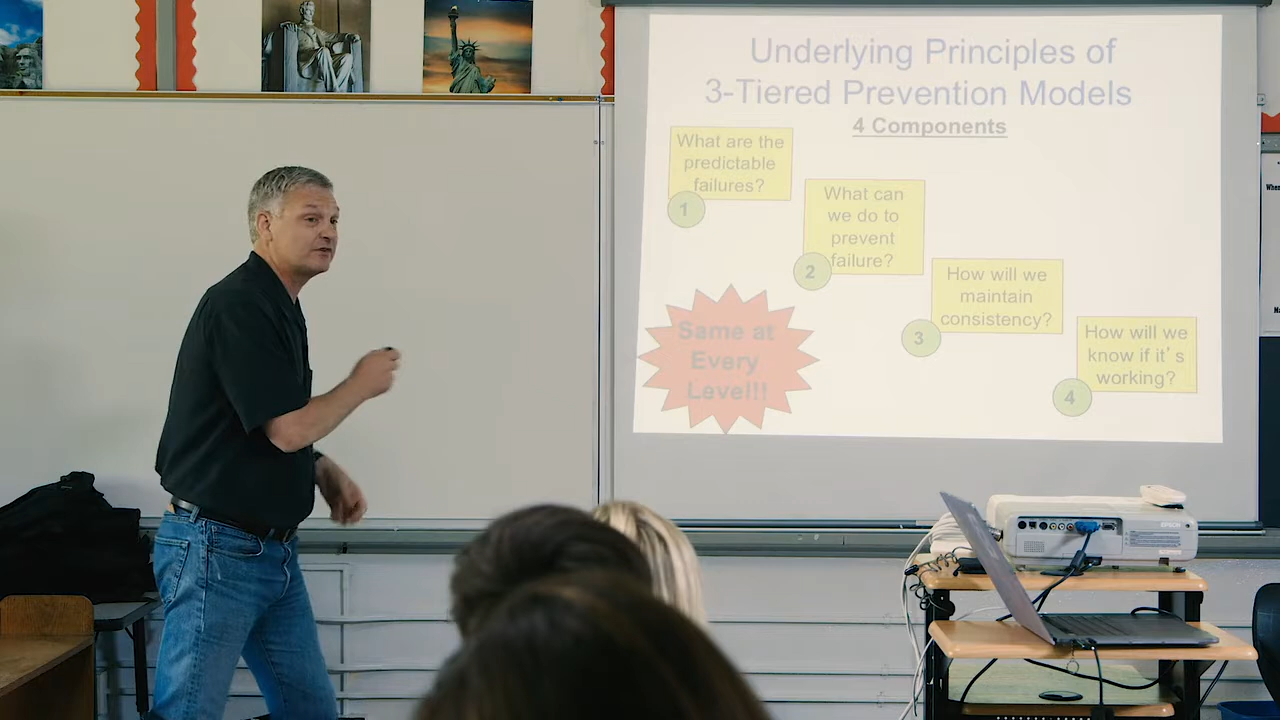 Underlying Principles of
3-Tiered Prevention Models
4 Components
What are the
predictable
failures?
1
What can
we do to
prevent
failure?
2
How will we
maintain
consistency?
3
How will we
know if it's
working?
4
Same at
Every
Level!!!
EPSON